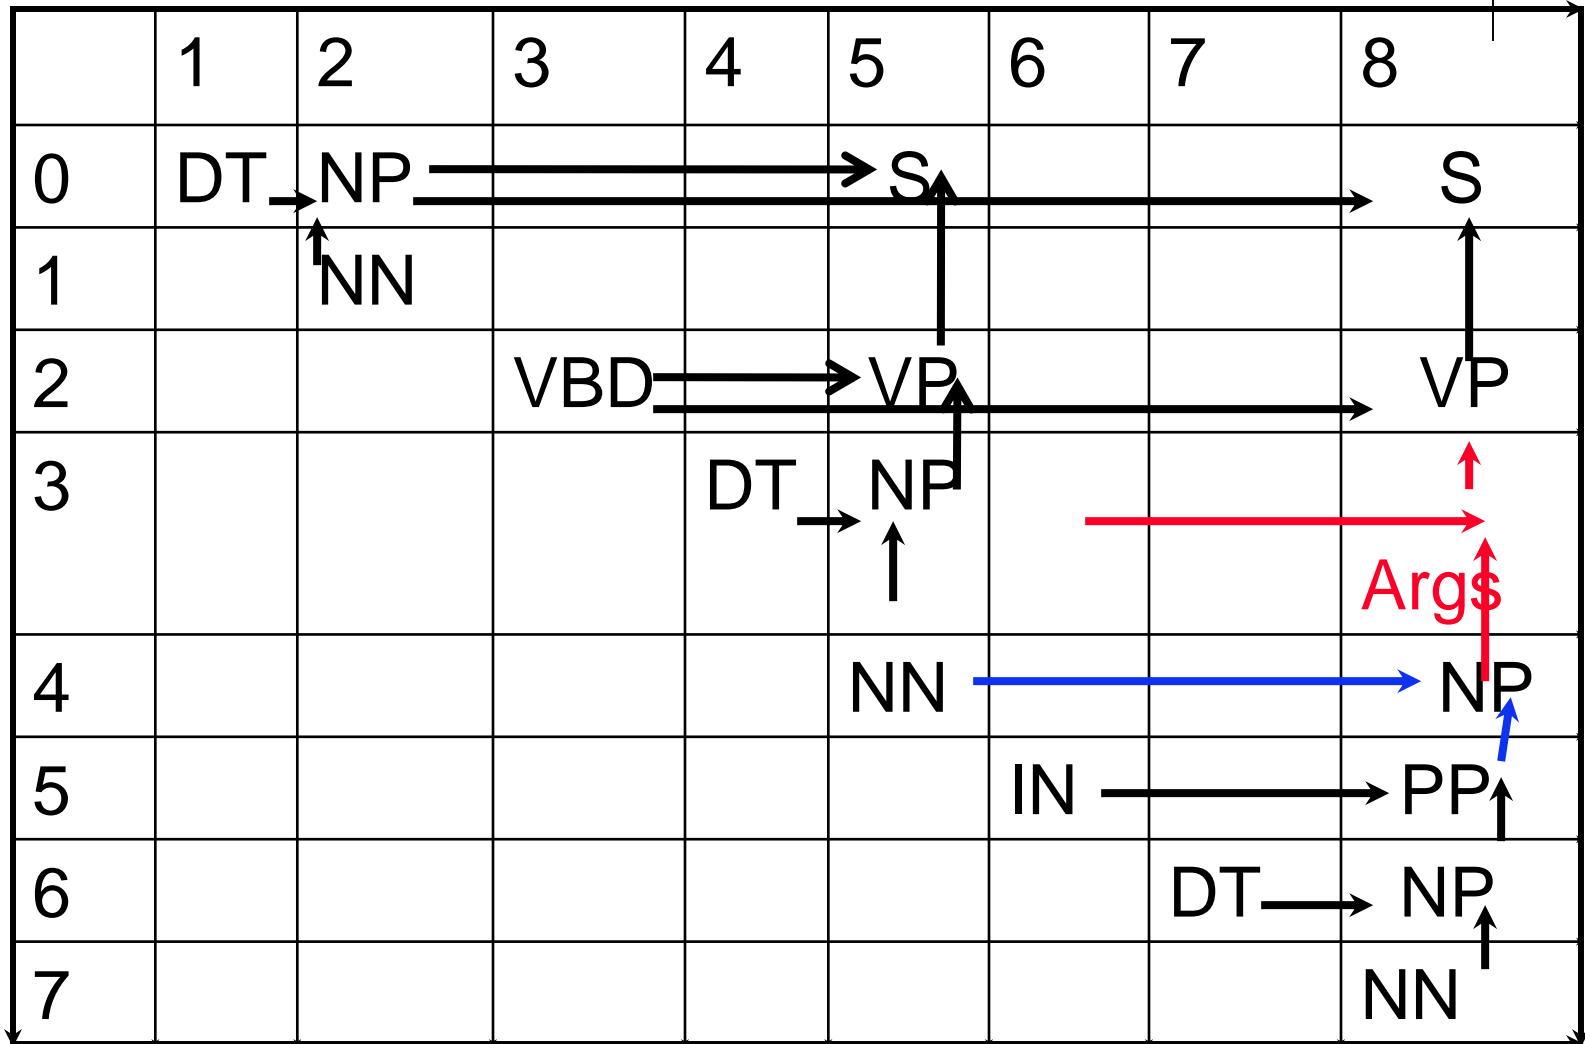 1 2 3 4 5 6 7 8
0 DT NP S S
1 NN
2 VBD VP VP
3 DT NP
Args
4 NN NP
5 IN PP
6 DT NP
7 NN